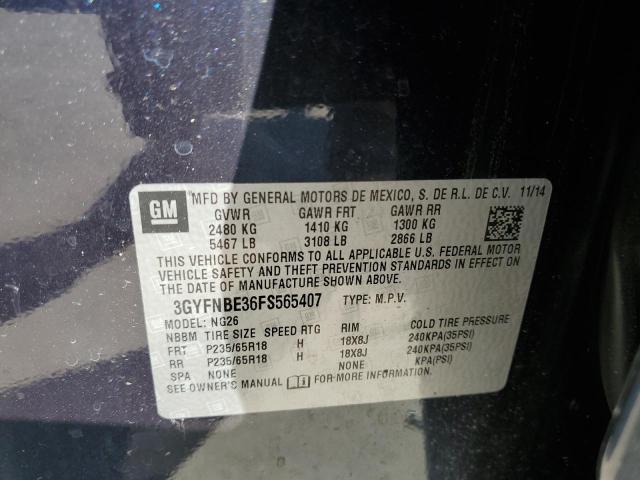 GM
MFD BY GENERAL MOTORS DE MEXICO, S. DE R.L. DE C.V. 11/14
GVWR GAWR FRT GAWR RR
2480 KG 1410 KG 1300 KG
5467 LB 3108 LB 2866 LB
THIS VEHICLE CONFORMS TO ALL APPLICABLE U.S. FEDERAL MOTOR
VEHICLE SAFETY AND THEFT PREVENTION STANDARDS IN EFFECT ON
THE DATE OF MANUFACTURE SHOWN ABOVE.
3GYFNBE36FS565407 TYPE: M.P.V.
MODEL: NG26
NBBM TIRE SIZE SPEED RTG RIM COLD TIRE PRESSURE
FRT P235/65R18 H 18X8J 240KPA(35PSI)
RR P235/65R18 H 18X8J 240KPA(35PSI)
SPA NONE NONE KPA(PSI)
SEE OWNER'S MANUAL FOR MORE INFORMATION.